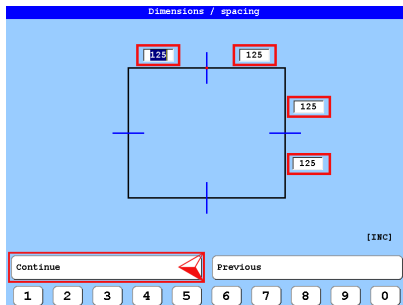 Dimensions / spacing
125 125
125
125
[INC]
Continue Previous
1 2 3 4 5 6 7 8 9 0